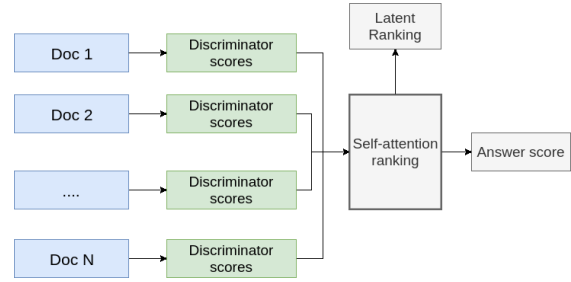 Latent
Ranking
Doc 1
Discriminator
scores
Doc 2
Discriminator
scores
Self-attention
ranking
Answer score
....
Discriminator
scores
Doc N
Discriminator
scores